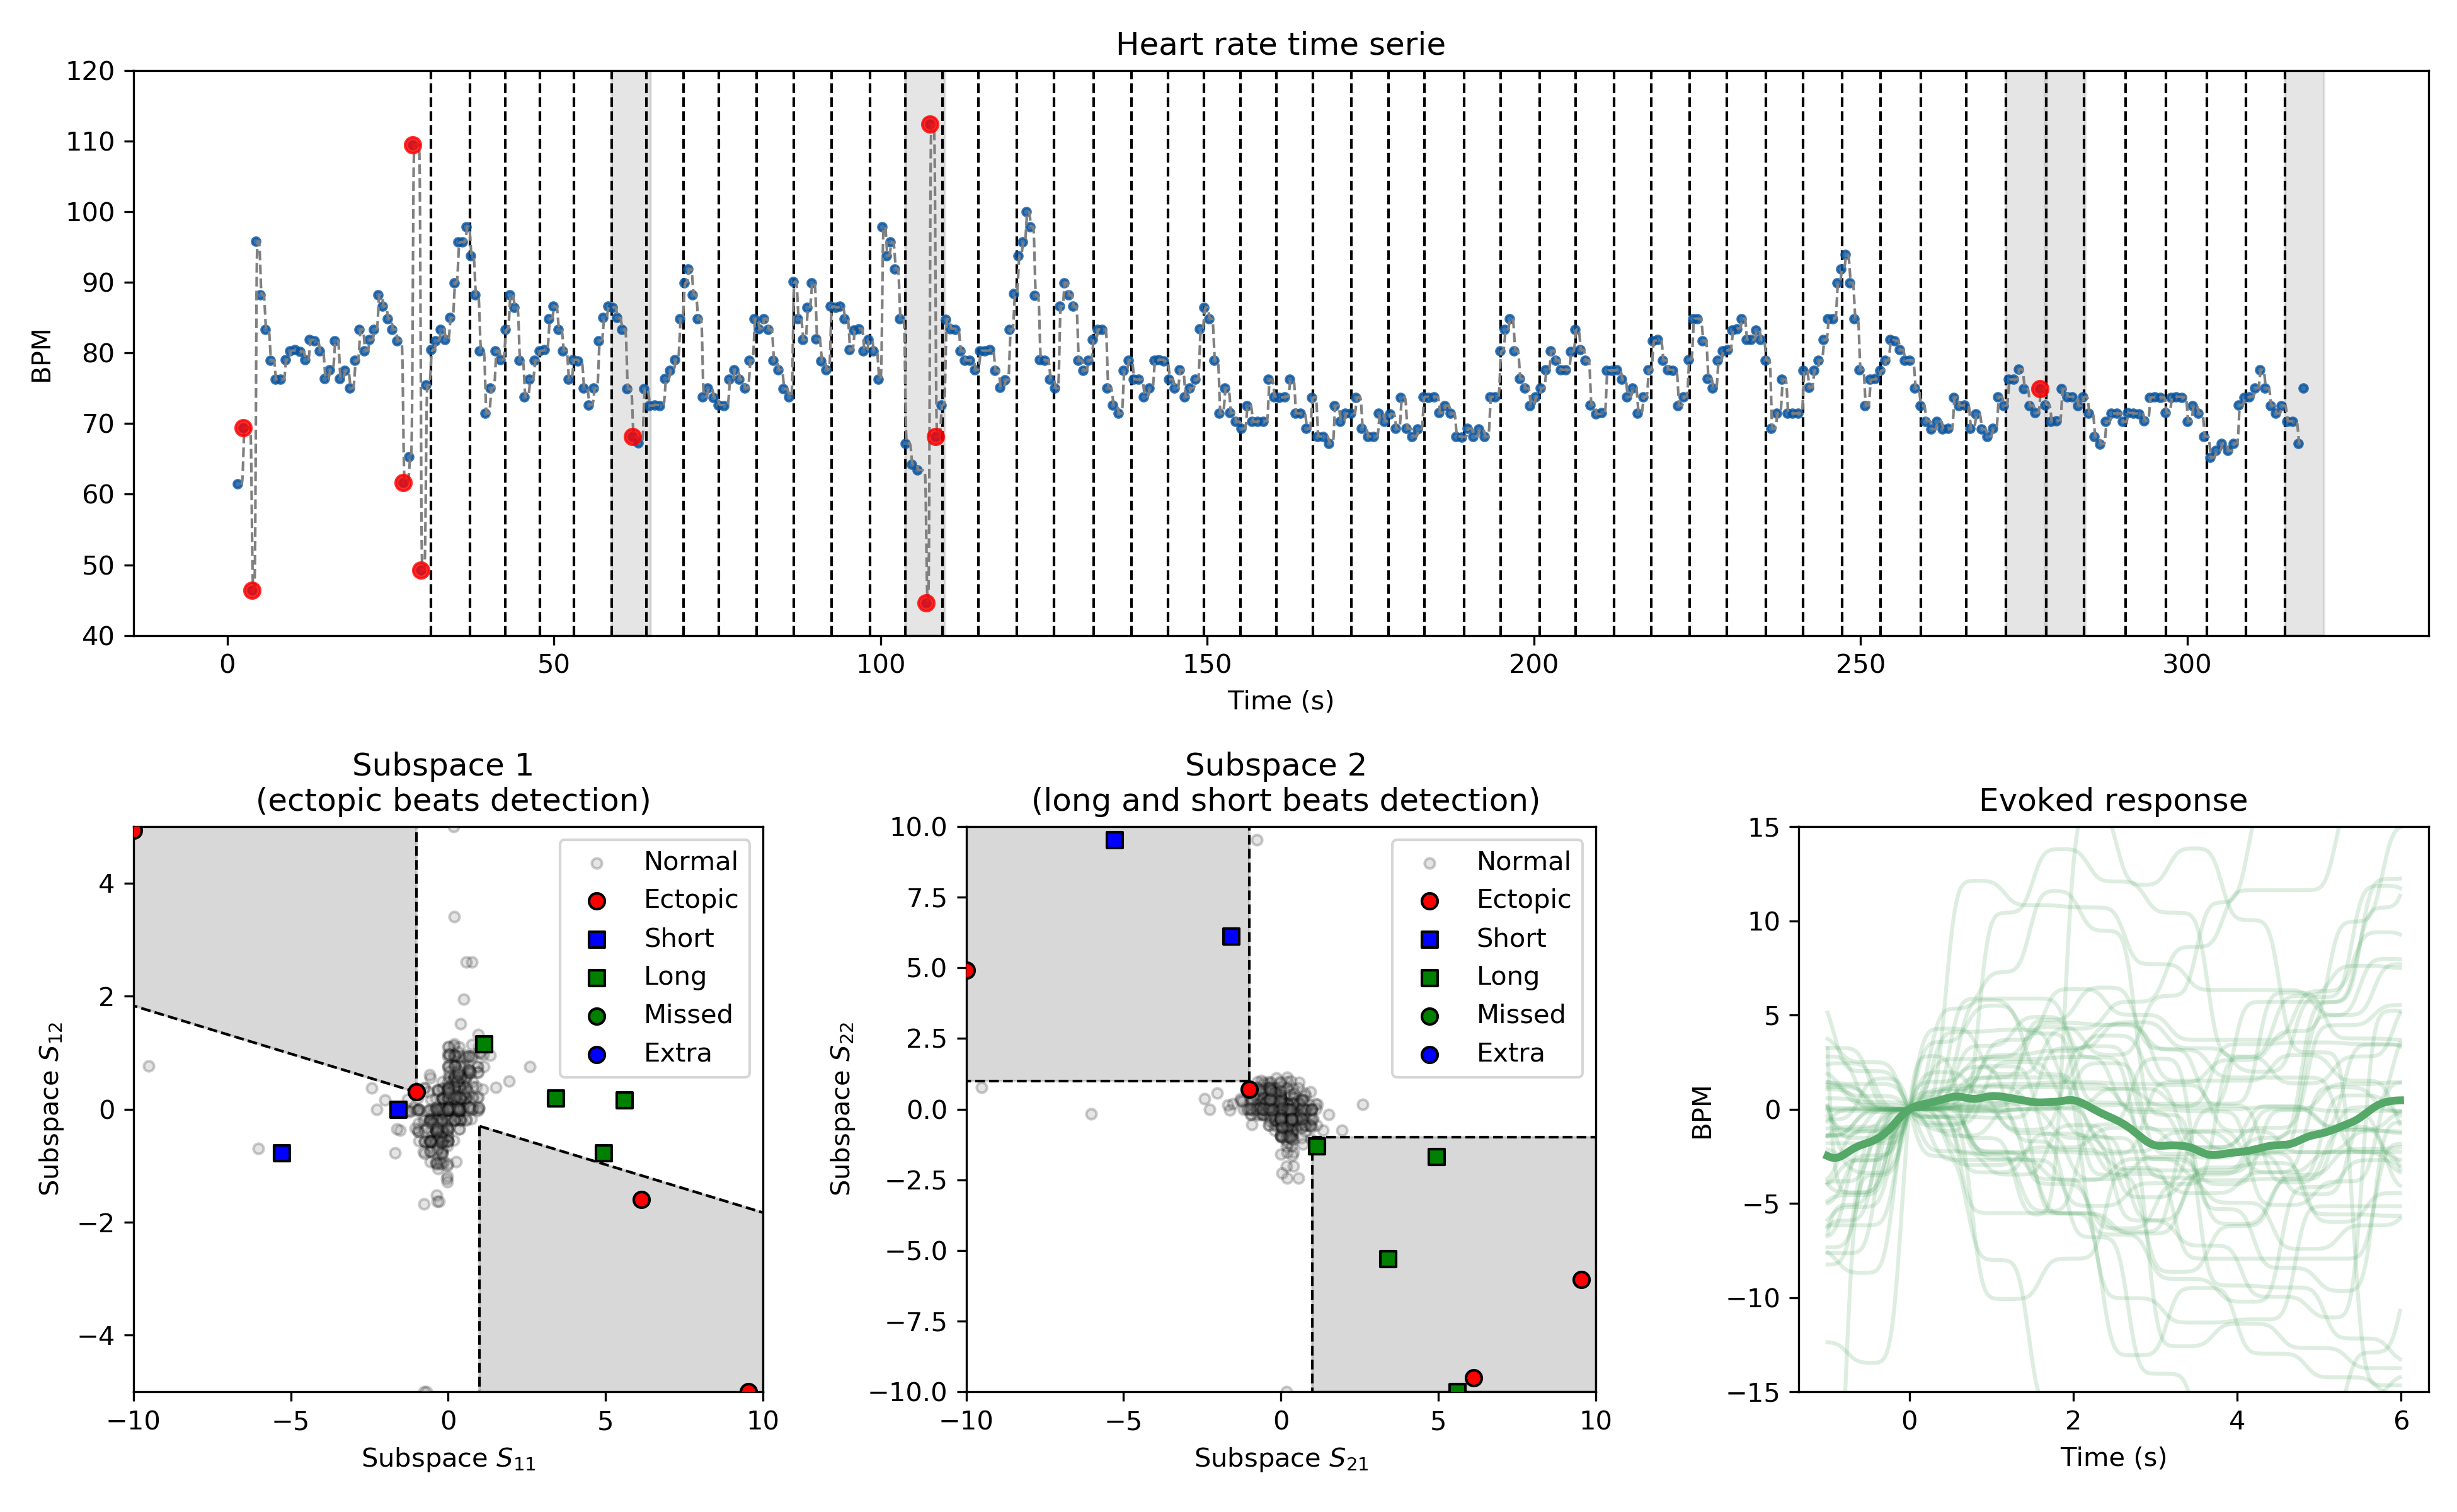 Heart rate time serie
120
110
100
90
80
70
60
50
40
BPM
0 50 100 150 200 250 300
Time (s)
Subspace 1
(ectopic beats detection)
4
2
0
−2
−4
Subspace S12
Normal
Ectopic
Short
Long
Missed
Extra
−10 −5 0 5 10
Subspace S11
Subspace 2
(long and short beats detection)
10.0
7.5
5.0
2.5
0.0
−2.5
−5.0
−7.5
−10.0
Subspace S22
Normal
Ectopic
Short
Long
Missed
Extra
−10 −5 0 5 10
Subspace S21
Evoked response
15
10
5
0
−5
−10
−15
BPM
0 2 4 6
Time (s)